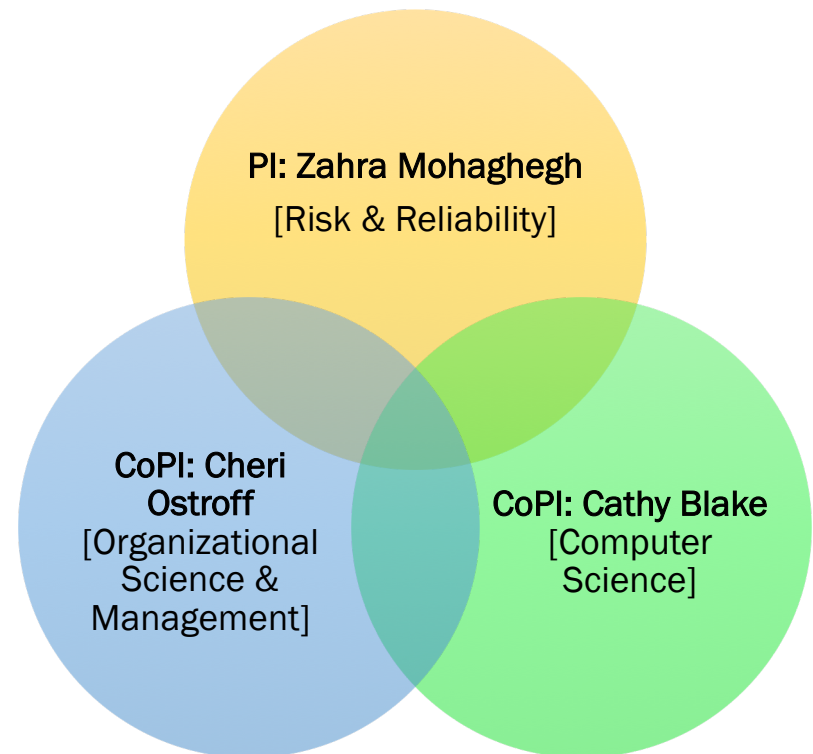 PI: Zahra Mohaghegh
[Risk & Reliability]
CoPI: Cheri
Ostroff
[Organizational
Science &
Management]
CoPI: Cathy Blake
[Computer
Science]